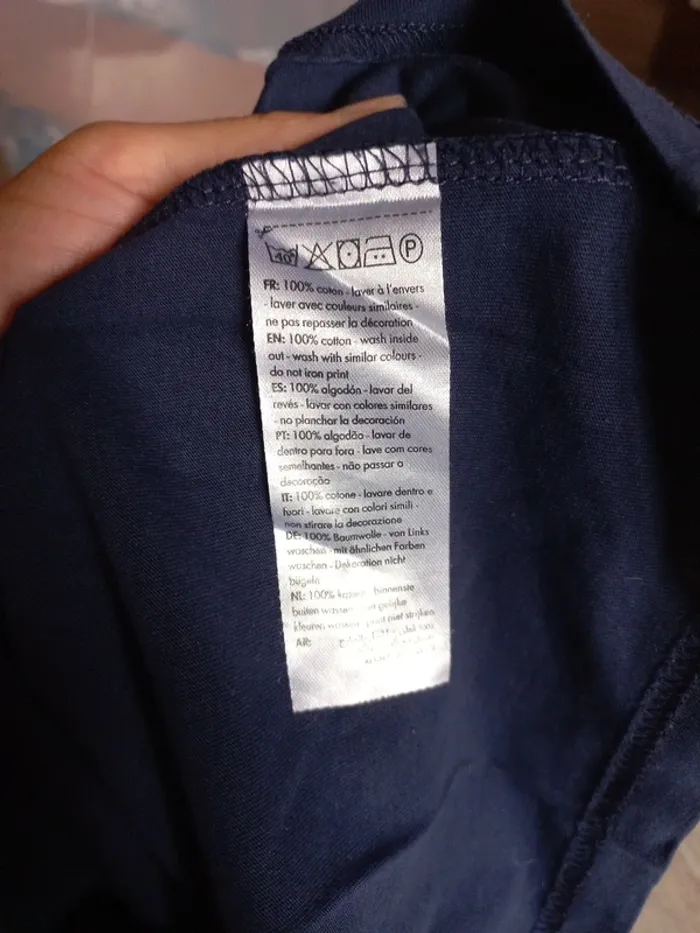 40 P
FR: 100% coton - laver à l'envers
- laver avec couleurs similaires -
ne pas repasser la décoration
EN: 100% cotton - wash inside
out - wash with similar colours -
do not iron print
ES: 100% algodón - lavar del
revés - lavar con colores similares
- no planchar la decoración
PT: 100% algodão - lavar de
dentro para fora - lave com cores
semelhantes - não passar a
decoração
IT: 100% cotone - lavare dentro e
fuori - lavare con colori simili -
non stirare la decorazione
DE: 100% Baumwolle - von Links
waschen - mit ähnlichen Farben
waschen - Dekoration nicht
bügeln
NL: 100% binnenste
buiten
kleuren niet strijken
AR: